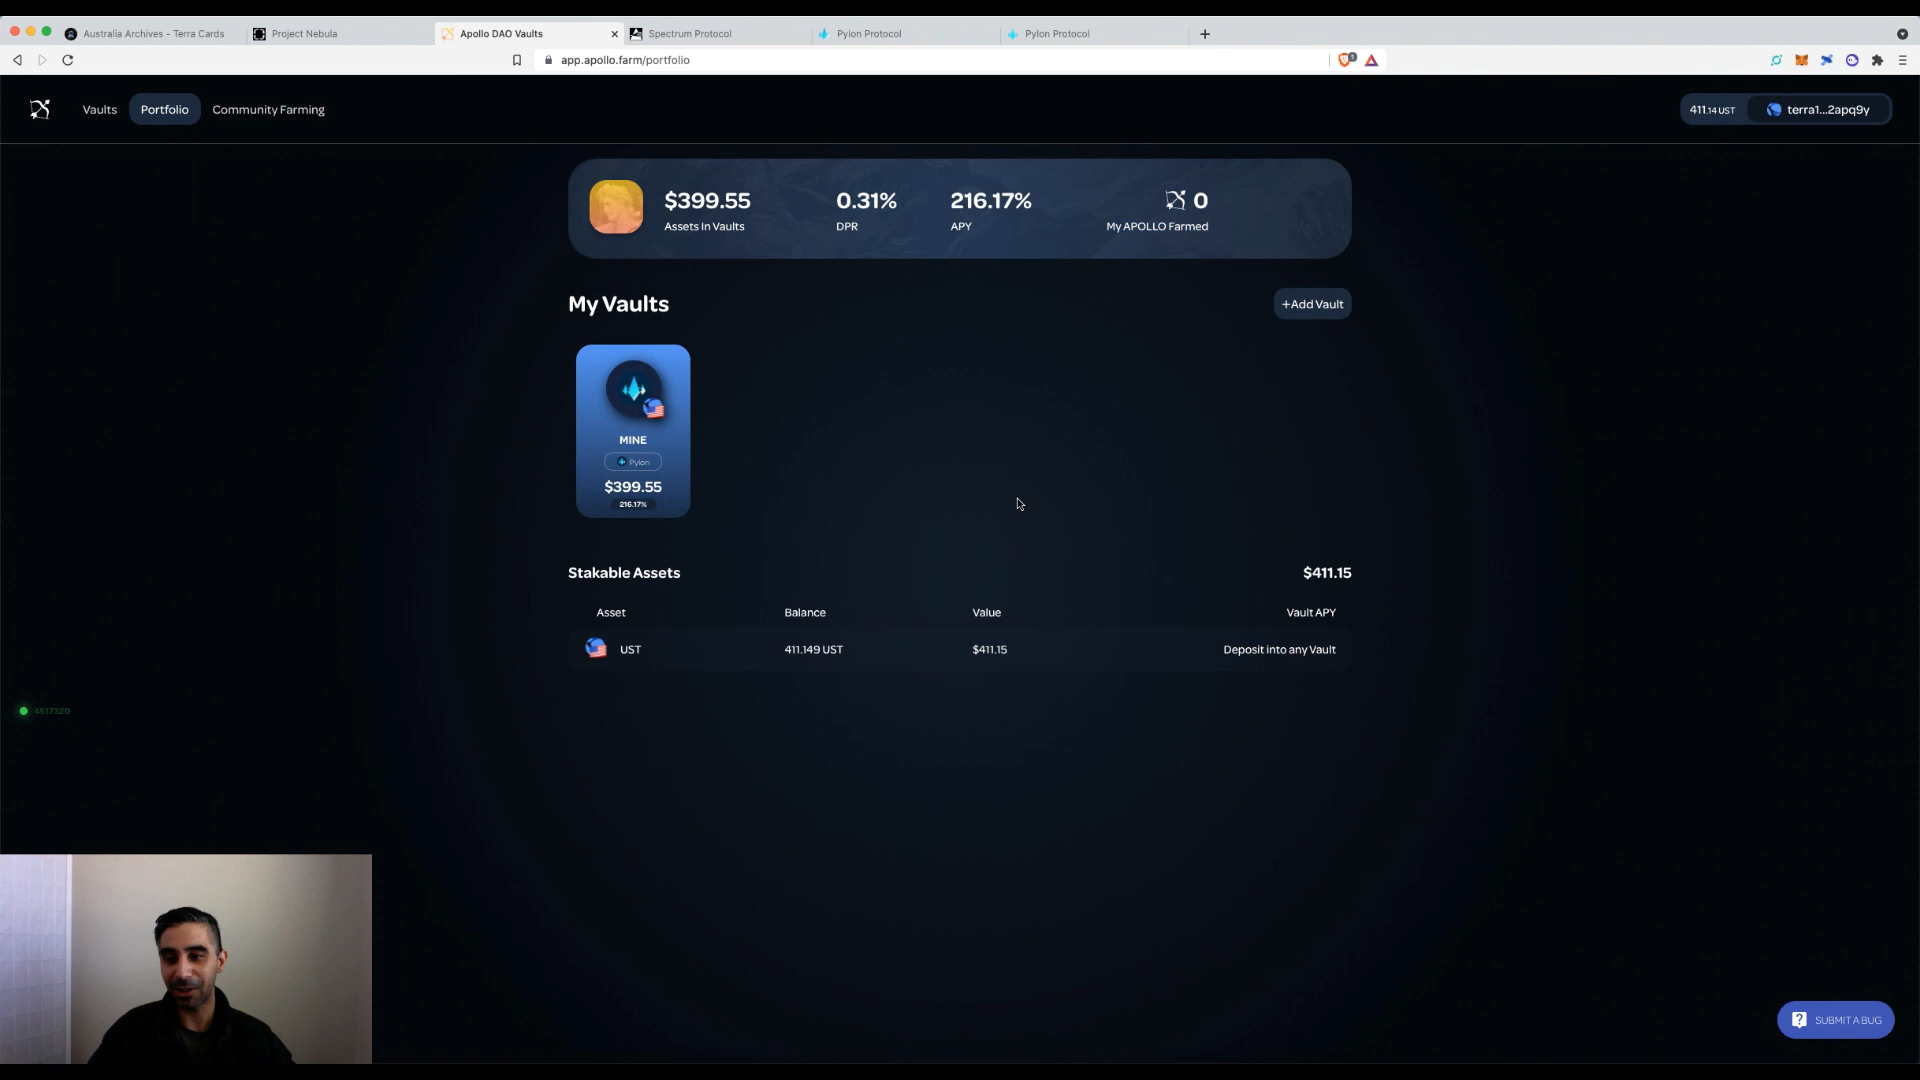 Australia Archives - Terra Cards
Project Nebula
Apollo DAO Vaults
Spectrum Protocol
Pylon Protocol
Pylon Protocol
app.apollo.farm/portfolio
1
Vaults
Portfolio
Community Farming
411.14 UST
terra1...2apq9y
$399.55
0.31%
216.17%
0
Assets In Vaults
DPR
APY
My APOLLO Farmed
My Vaults
+Add Vault
MINE
Pylon
$399.55
216.17%
Stakable Assets
$411.15
Asset
Balance
Value
Vault APY
UST
411.149 UST
$411.15
Deposit into any Vault
4517320
SUBMIT A BUG